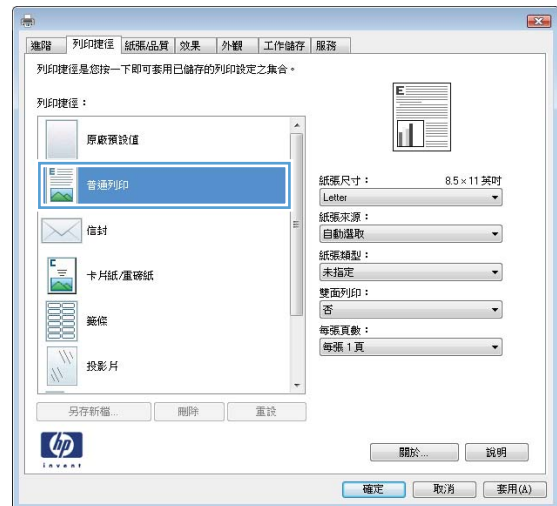 進階 列印捷徑 紙張/品質 效果 外觀 工作儲存 服務
列印捷徑是您按一下即可套用已儲存的列印設定之集合。
列印捷徑：
原廠預設值
E
普通列印
信封
C
卡片紙/重磅紙
籤條
投影片
另存新檔... 刪除 重設
E
紙張尺寸： 8.5 × 11 英吋
Letter
紙張來源：
自動選取
紙張類型：
未指定
雙面列印：
否
每張頁數：
每張 1 頁
hp
invent
關於... 說明
確定 取消 套用(A)